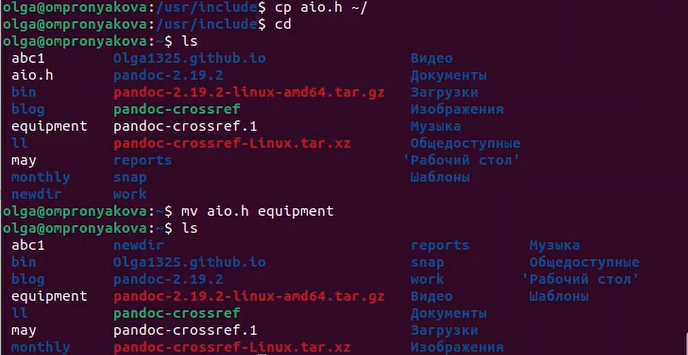 olga@ompronyakova:/usr/include$ cp aio.h ~/
olga@ompronyakova:/usr/include$ cd
olga@ompronyakova:~$ ls
abc1 Olga1325.github.io Видео
aio.h pandoc-2.19.2 Документы
bin pandoc-2.19.2-linux-amd64.tar.gz Загрузки
blog pandoc-crossref Изображения
equipment pandoc-crossref.1 Музыка
ll pandoc-crossref-Linux.tar.xz Общедоступные
may reports 'Рабочий стол'
monthly snap Шаблоны
newdir work
olga@ompronyakova:~$ mv aio.h equipment
olga@ompronyakova:~$ ls
abc1 newdir reports Музыка
bin Olga1325.github.io snap Общедоступные
blog pandoc-2.19.2 work 'Рабочий стол'
equipment pandoc-2.19.2-linux-amd64.tar.gz Видео Шаблоны
ll pandoc-crossref Документы
may pandoc-crossref.1 Загрузки
monthly pandoc-crossref-Linux.tar.xz Изображения